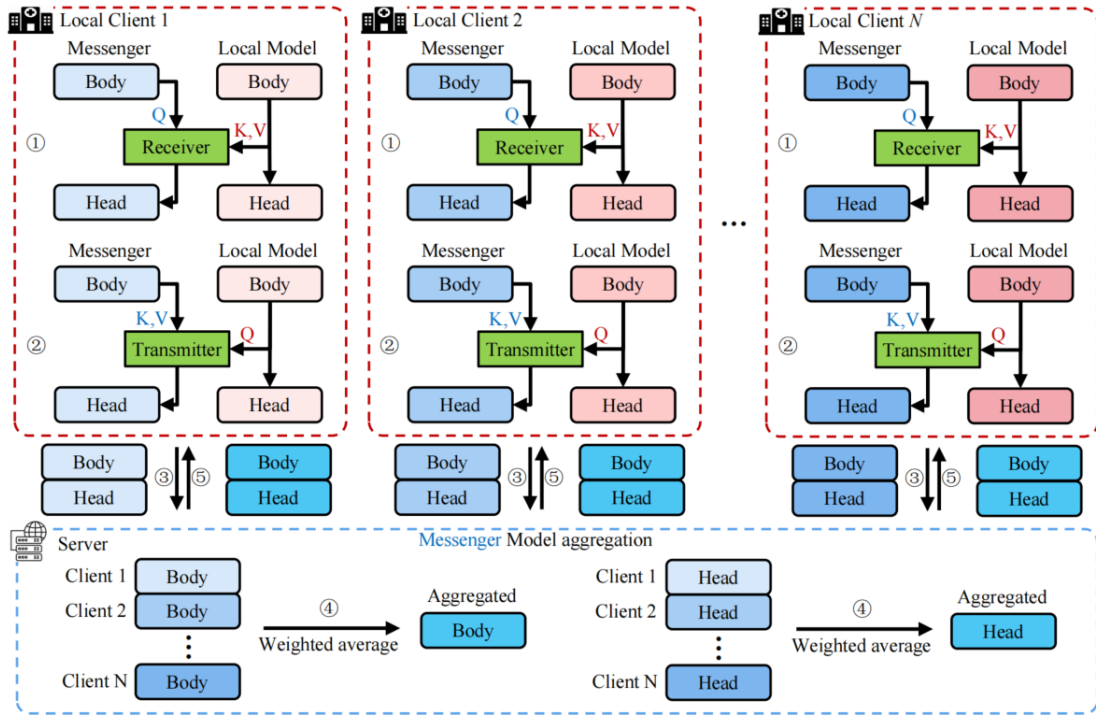 Local Client 1
Messenger Local Model
Body Body
Q
K,V
① Receiver
Head Head
Messenger Local Model
Body Body
K,V Q
② Transmitter
Head Head
Local Client 2
Messenger Local Model
Body Body
Q
K,V
① Receiver
Head Head
Messenger Local Model
Body Body
K,V Q
② Transmitter
Head Head
...
Local Client N
Messenger Local Model
Body Body
Q
K,V
① Receiver
Head Head
Messenger Local Model
Body Body
K,V Q
② Transmitter
Head Head
Body ③ ⑤ Body
Head Head
Body ③ ⑤ Body
Head Head
Body ③ ⑤ Body
Head Head
Server
Messenger Model aggregation
Client 1 Body
Client 2 Body
Client N Body
④
Weighted average
Aggregated
Body
Client 1 Head
Client 2 Head
Client N Head
④
Weighted average
Aggregated
Head